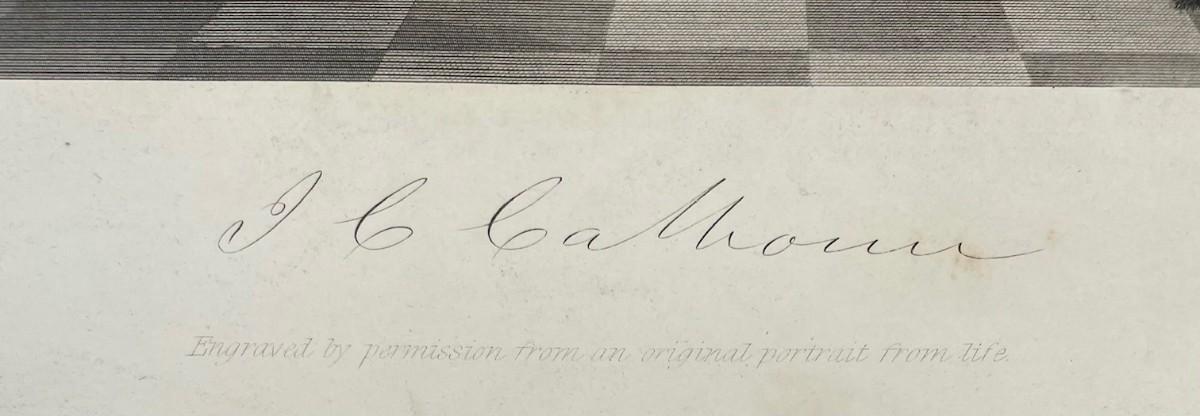 J C Calhoun
Engraved by permission from an original portrait from life.